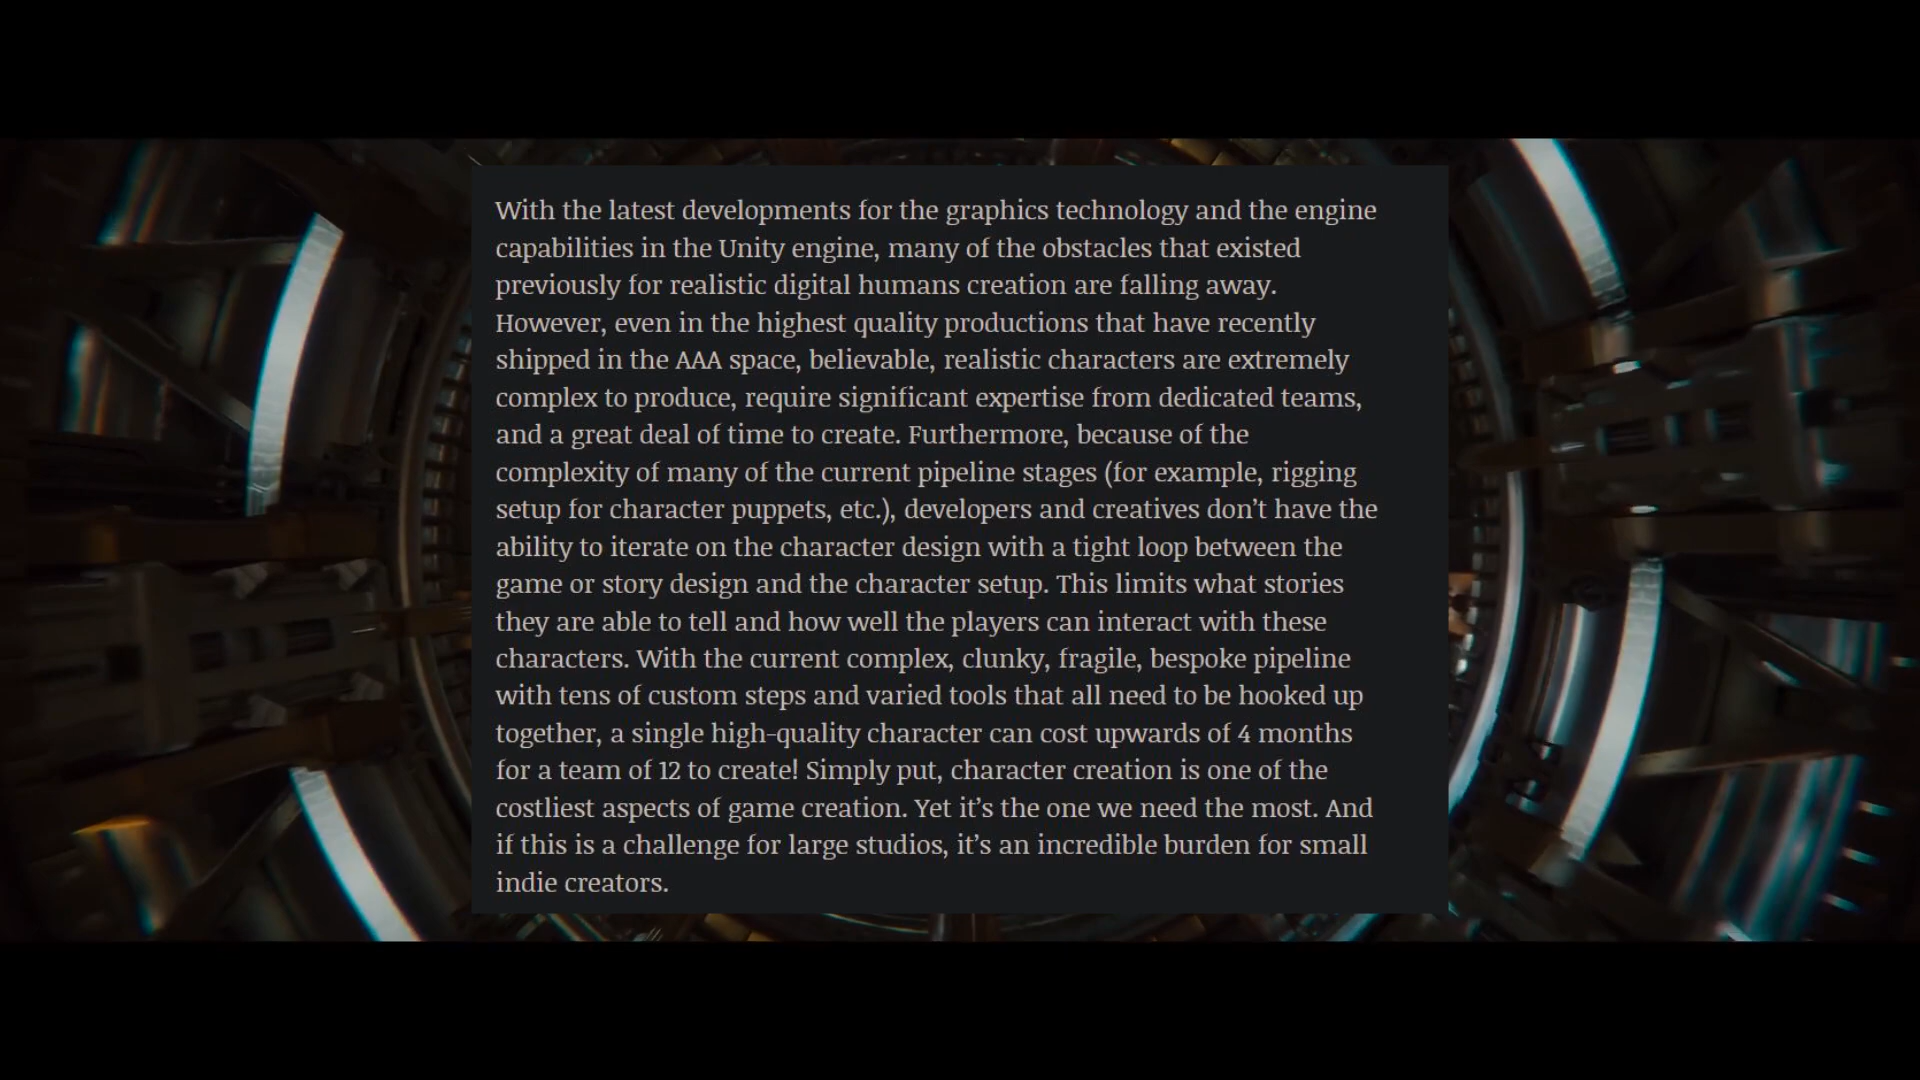 With the latest developments for the graphics technology and the engine
capabilities in the Unity engine, many of the obstacles that existed
previously for realistic digital humans creation are falling away.
However, even in the highest quality productions that have recently
shipped in the AAA space, believable, realistic characters are extremely
complex to produce, require significant expertise from dedicated teams,
and a great deal of time to create. Furthermore, because of the
complexity of many of the current pipeline stages (for example, rigging
setup for character puppets, etc.), developers and creatives don’t have the
ability to iterate on the character design with a tight loop between the
game or story design and the character setup. This limits what stories
they are able to tell and how well the players can interact with these
characters. With the current complex, clunky, fragile, bespoke pipeline
with tens of custom steps and varied tools that all need to be hooked up
together, a single high-quality character can cost upwards of 4 months
for a team of 12 to create! Simply put, character creation is one of the
costliest aspects of game creation. Yet it’s the one we need the most. And
if this is a challenge for large studios, it’s an incredible burden for small
indie creators.